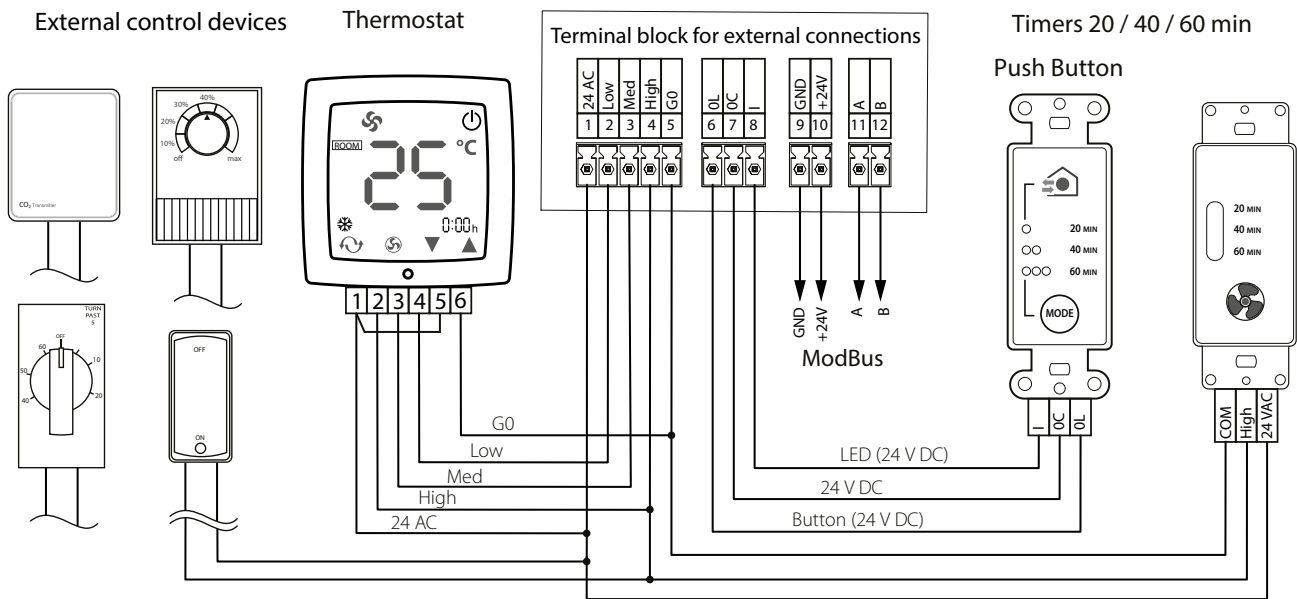 External control devices
Thermostat
Terminal block for external connections
Timers 20 / 40 / 60 min
Push Button
24 AC
Low
Med
High
G0
0L
0C
I
GND
+24V
A
B
1
2
3
4
5
6
7
8
9
10
11
12
CO₂ Transmitter
off
10%
20%
30%
40%
max
ROOM
25 °C
0:00h
1 2 3 4 5 6
TURN
PAST
5
OFF
10
20
40
50
60
OFF
ON
GND
+24V
A
B
ModBus
20 MIN
40 MIN
60 MIN
MODE
I
0C
0L
20 MIN
40 MIN
60 MIN
COM
High
24 VAC
G0
Low
Med
High
24 AC
LED (24 V DC)
24 V DC
Button (24 V DC)